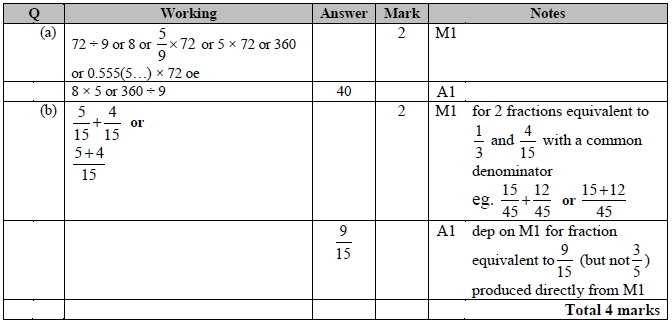 Q Working Answer Mark Notes
(a) 72 ÷ 9 or 8 or 5/9 × 72 or 5 × 72 or 360 2 M1
or 0.555(5…) × 72 oe
8 × 5 or 360 ÷ 9 40 A1
(b) 5/15 + 4/15 or 2 M1 for 2 fractions equivalent to
(5+4)/15 1/3 and 4/15 with a common
denominator
eg. 15/45 + 12/45 or (15+12)/45
9/15 A1 dep on M1 for fraction
equivalent to 9/15 (but not 3/5)
produced directly from M1
Total 4 marks